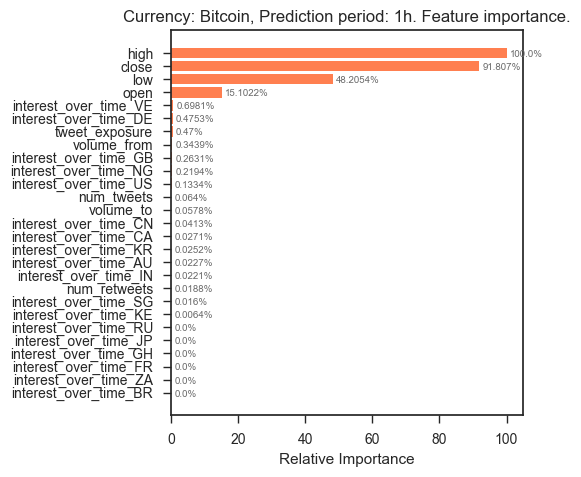 Currency: Bitcoin, Prediction period: 1h. Feature importance.
high 100.0%
close 91.807%
low 48.2054%
open 15.1022%
interest_over_time_VE 0.6981%
interest_over_time_DE 0.4753%
tweet_exposure 0.47%
volume_from 0.3439%
interest_over_time_GB 0.2631%
interest_over_time_NG 0.2194%
interest_over_time_US 0.1334%
num_tweets 0.064%
volume_to 0.0578%
interest_over_time_CN 0.0413%
interest_over_time_CA 0.0271%
interest_over_time_KR 0.0252%
interest_over_time_AU 0.0227%
interest_over_time_IN 0.0221%
num_retweets 0.0188%
interest_over_time_SG 0.016%
interest_over_time_KE 0.0064%
interest_over_time_RU 0.0%
interest_over_time_JP 0.0%
interest_over_time_GH 0.0%
interest_over_time_FR 0.0%
interest_over_time_ZA 0.0%
interest_over_time_BR 0.0%
0 20 40 60 80 100
Relative Importance